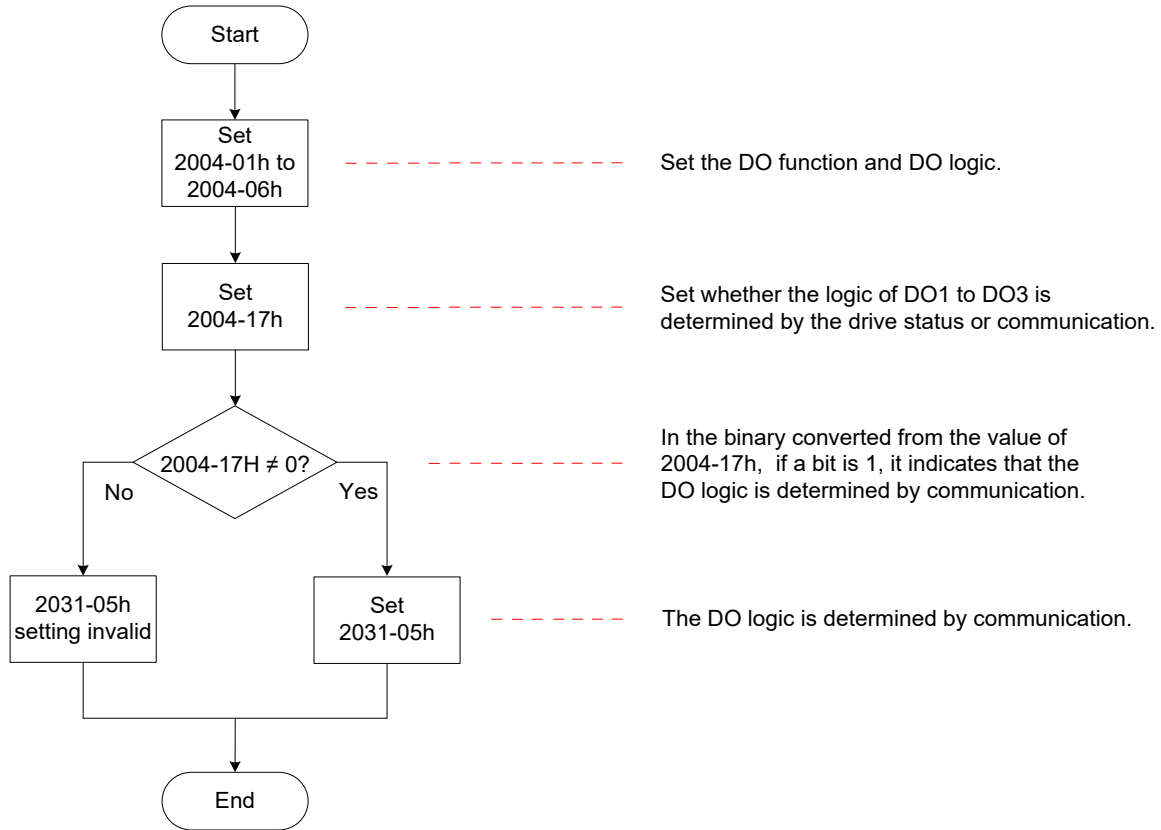 Start
Set
2004-01h to
2004-06h
Set the DO function and DO logic.
Set
2004-17h
Set whether the logic of DO1 to DO3 is
determined by the drive status or communication.
2004-17H ≠ 0?
No
Yes
In the binary converted from the value of
2004-17h,  if a bit is 1, it indicates that the
DO logic is determined by communication.
2031-05h
setting invalid
Set
2031-05h
The DO logic is determined by communication.
End